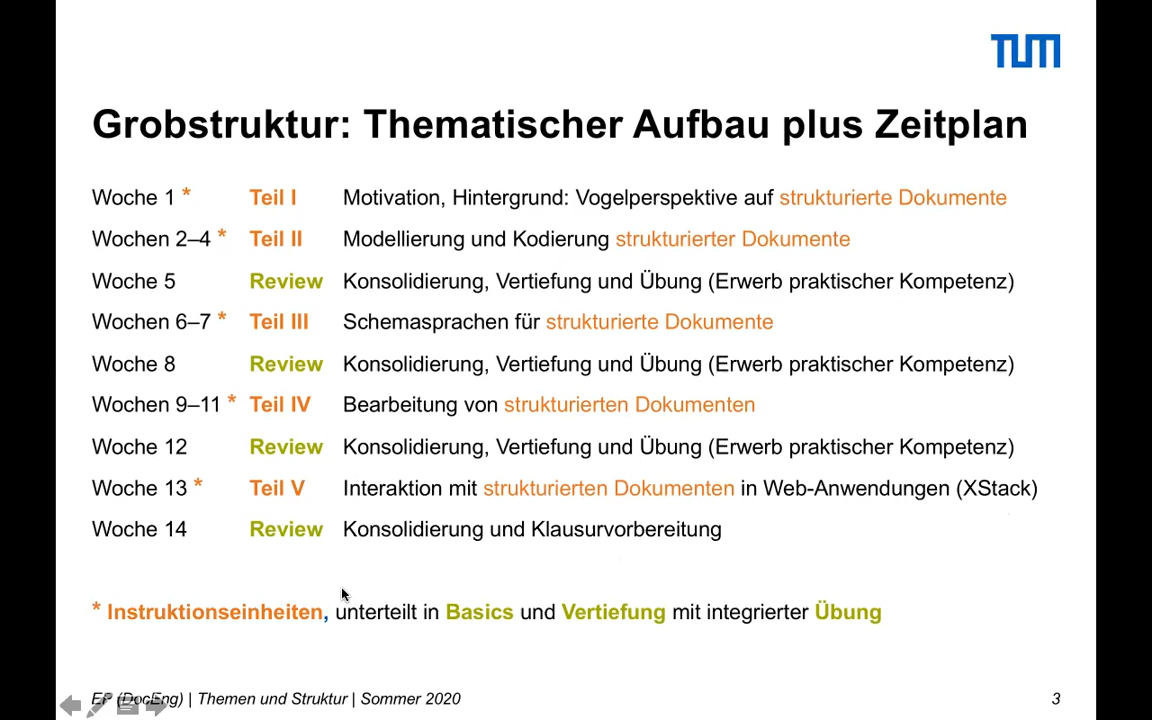 TUM
Grobstruktur: Thematischer Aufbau plus Zeitplan
Woche 1 * Teil I Motivation, Hintergrund: Vogelperspektive auf strukturierte Dokumente
Wochen 2–4 * Teil II Modellierung und Kodierung strukturierter Dokumente
Woche 5 Review Konsolidierung, Vertiefung und Übung (Erwerb praktischer Kompetenz)
Wochen 6–7 * Teil III Schemasprachen für strukturierte Dokumente
Woche 8 Review Konsolidierung, Vertiefung und Übung (Erwerb praktischer Kompetenz)
Wochen 9–11 * Teil IV Bearbeitung von strukturierten Dokumenten
Woche 12 Review Konsolidierung, Vertiefung und Übung (Erwerb praktischer Kompetenz)
Woche 13 * Teil V Interaktion mit strukturierten Dokumenten in Web-Anwendungen (XStack)
Woche 14 Review Konsolidierung und Klausurvorbereitung
* Instruktionseinheiten, unterteilt in Basics und Vertiefung mit integrierter Übung
EP (DocEng) | Themen und Struktur | Sommer 2020 3